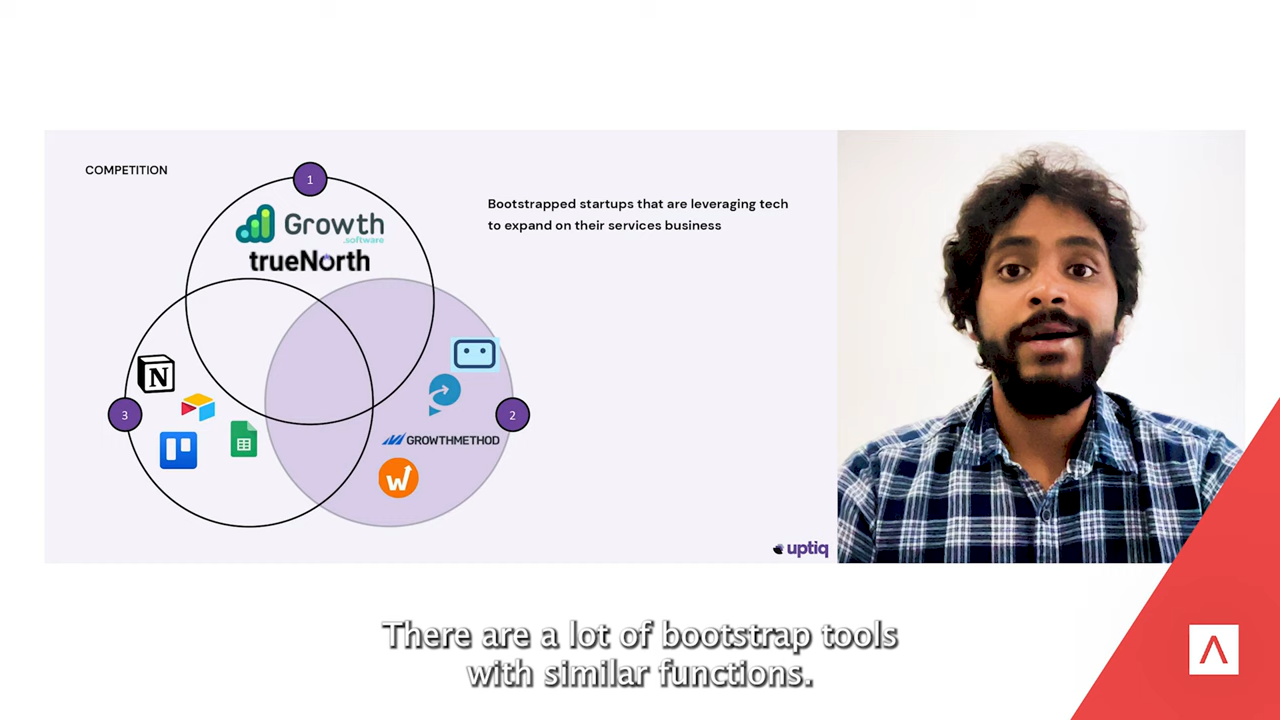 COMPETITION
1
Growth
.software
trueNorth
Bootstrapped startups that are leveraging tech
to expand on their services business
N
3
2
GROWTHMETHOD
W
uptiq
There are a lot of bootstrap tools
with similar functions.